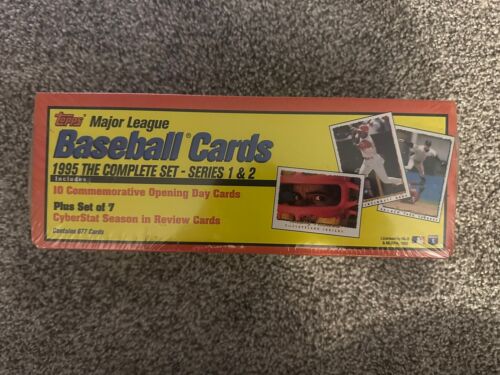 Topps Major League
Baseball® Cards
1995 THE COMPLETE SET - SERIES 1 & 2
Includes:
10 Commemorative Opening Day Cards
Plus Set of 7
CyberStat Season in Review Cards
Contains 677 Cards